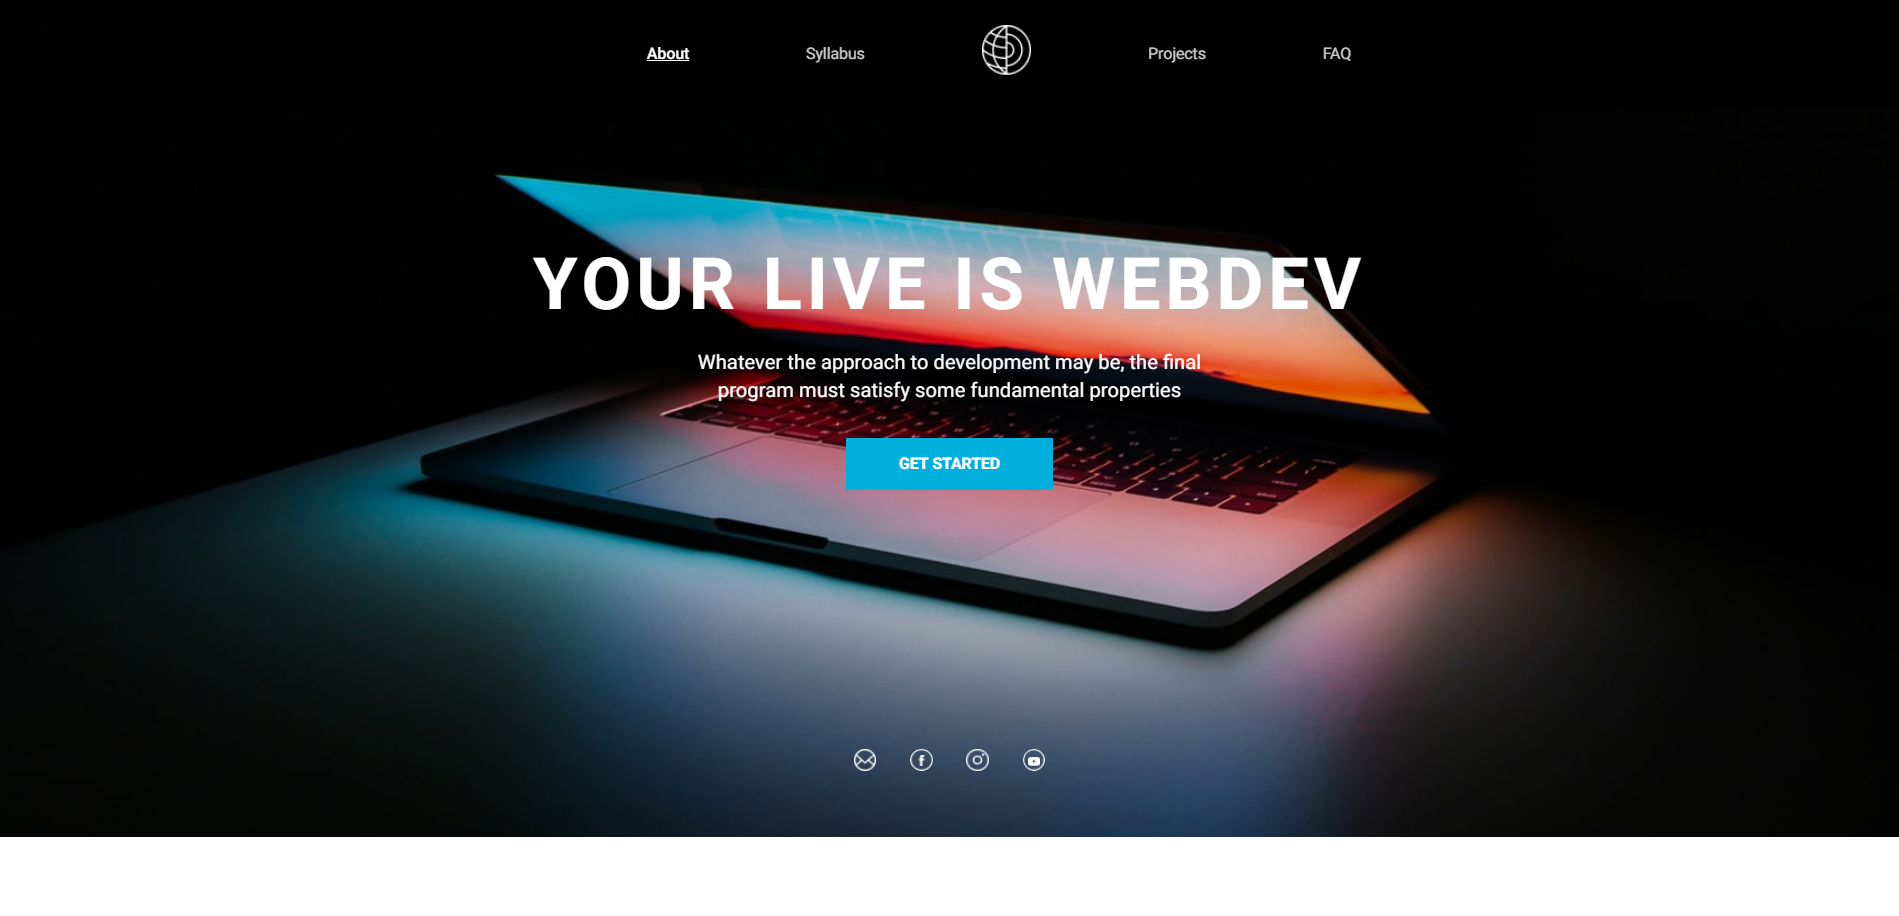 About
Syllabus
Projects
FAQ
YOUR LIVE IS WEBDEV
Whatever the approach to development may be, the final
program must satisfy some fundamental properties
GET STARTED